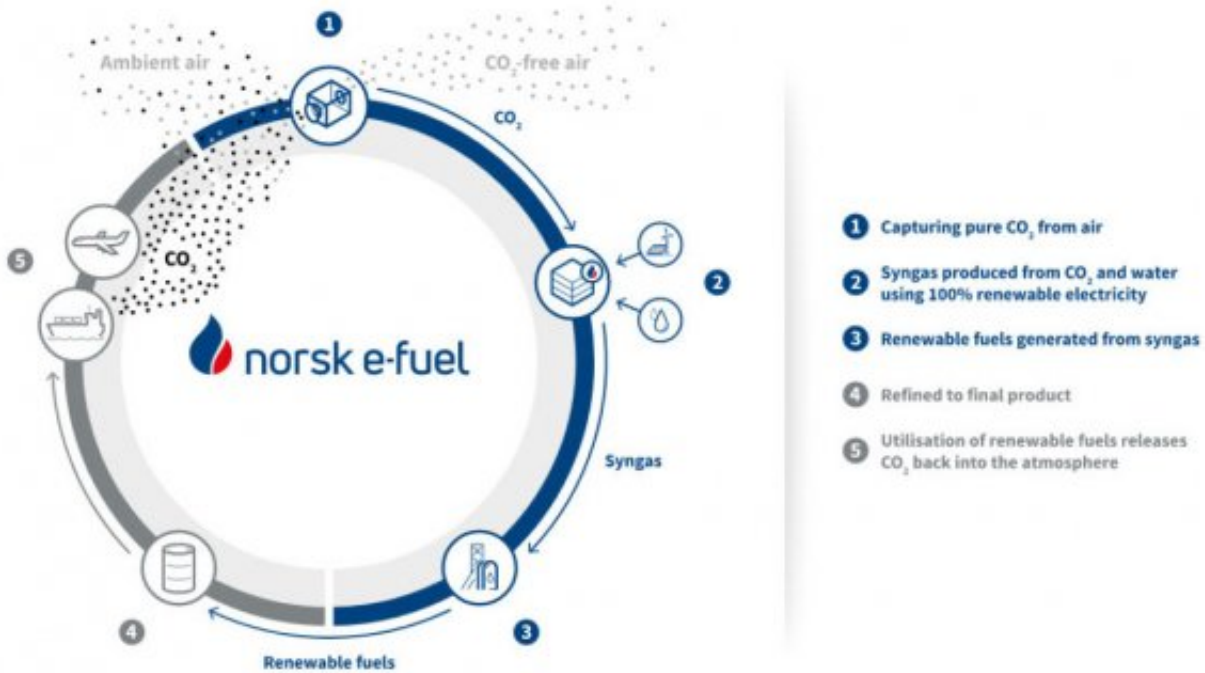 1
Ambient air
CO₂-free air
CO₂
CO₂
5
2
norsk e-fuel
Syngas
4
3
Renewable fuels
1 Capturing pure CO₂ from air
2 Syngas produced from CO₂ and water
using 100% renewable electricity
3 Renewable fuels generated from syngas
4 Refined to final product
5 Utilisation of renewable fuels releases
CO₂ back into the atmosphere